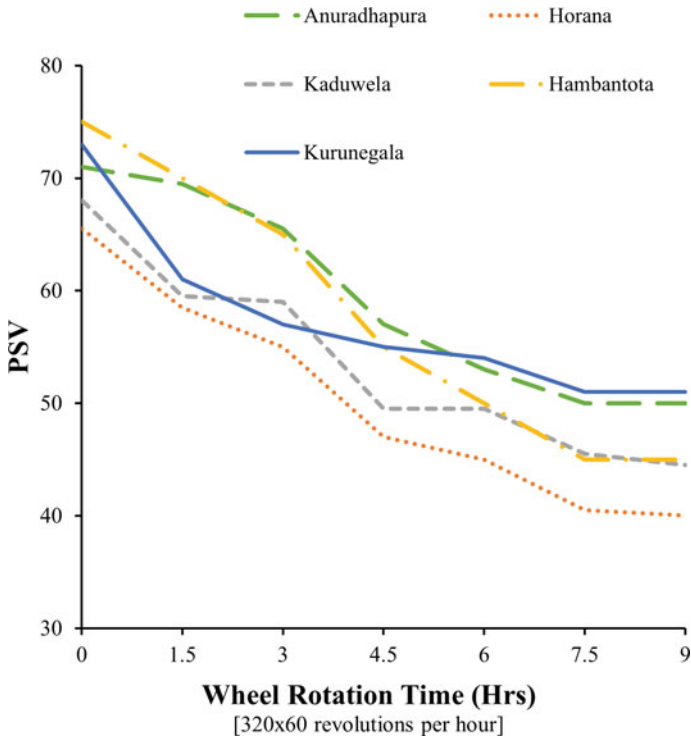 Anuradhapura
Horana
Kaduwela
Hambantota
Kurunegala
80
70
60
50
40
30
PSV
0 1.5 3 4.5 6 7.5 9
Wheel Rotation Time (Hrs)
[320x60 revolutions per hour]